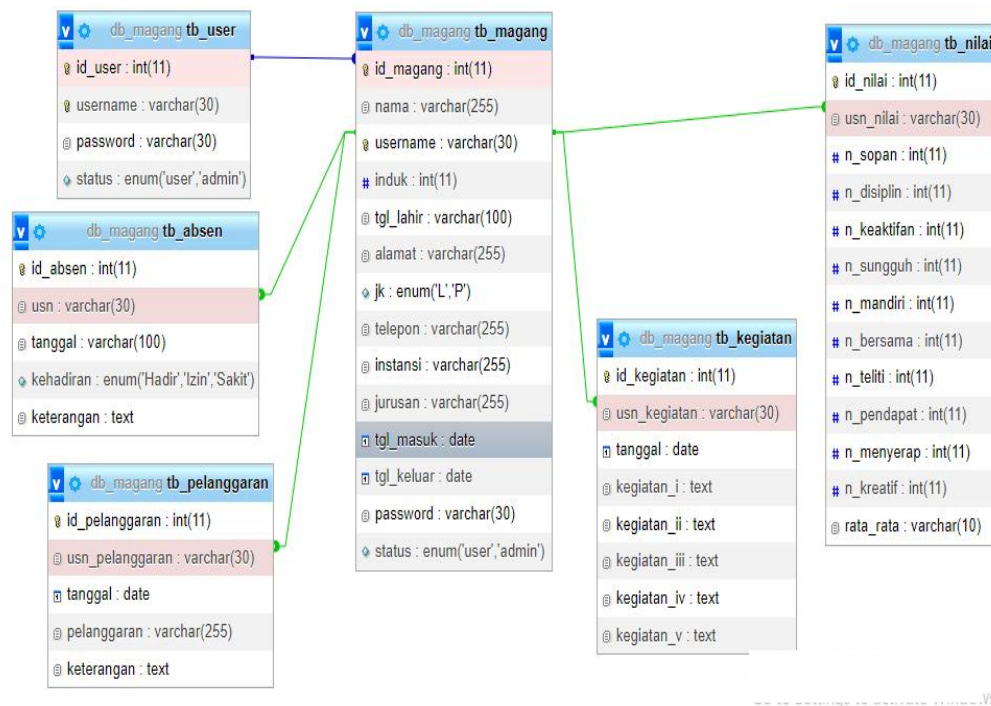 db_magang tb_user
id_user : int(11)
username : varchar(30)
password : varchar(30)
status : enum('user','admin')
db_magang tb_absen
id_absen : int(11)
usn : varchar(30)
tanggal : varchar(100)
kehadiran : enum('Hadir','Izin','Sakit')
keterangan : text
db_magang tb_pelanggaran
id_pelanggaran : int(11)
usn_pelanggaran : varchar(30)
tanggal : date
pelanggaran : varchar(255)
keterangan : text
db_magang tb_magang
id_magang : int(11)
nama : varchar(255)
username : varchar(30)
# induk : int(11)
tgl_lahir : varchar(100)
alamat : varchar(255)
jk : enum('L','P')
telepon : varchar(255)
instansi : varchar(255)
jurusan : varchar(255)
tgl_masuk : date
tgl_keluar : date
password : varchar(30)
status : enum('user','admin')
db_magang tb_kegiatan
id_kegiatan : int(11)
usn_kegiatan : varchar(30)
tanggal : date
kegiatan_i : text
kegiatan_ii : text
kegiatan_iii : text
kegiatan_iv : text
kegiatan_v : text
db_magang tb_nilai
id_nilai : int(11)
usn_nilai : varchar(30)
# n_sopan : int(11)
# n_disiplin : int(11)
# n_keaktifan : int(11)
# n_sungguh : int(11)
# n_mandiri : int(11)
# n_bersama : int(11)
# n_teliti : int(11)
# n_pendapat : int(11)
# n_menyerap : int(11)
# n_kreatif : int(11)
rata_rata : varchar(10)